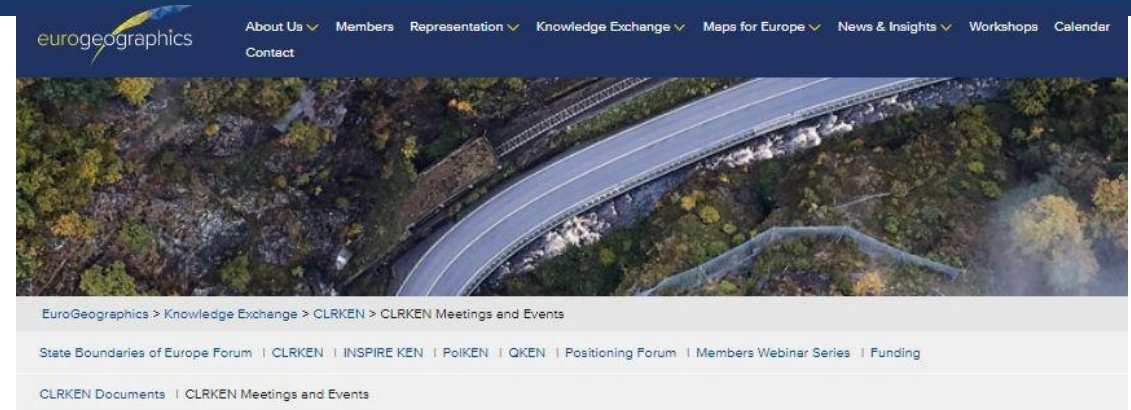 eurogeographics
About Us Members Representation Knowledge Exchange Maps for Europe News & Insights Workshops Calendar
Contact
EuroGeographics > Knowledge Exchange > CLRKEN > CLRKEN Meetings and Events
State Boundaries of Europe Forum | CLRKEN | INSPIRE KEN | PolKEN | QKEN | Positioning Forum | Members Webinar Series | Funding
CLRKEN Documents | CLRKEN Meetings and Events